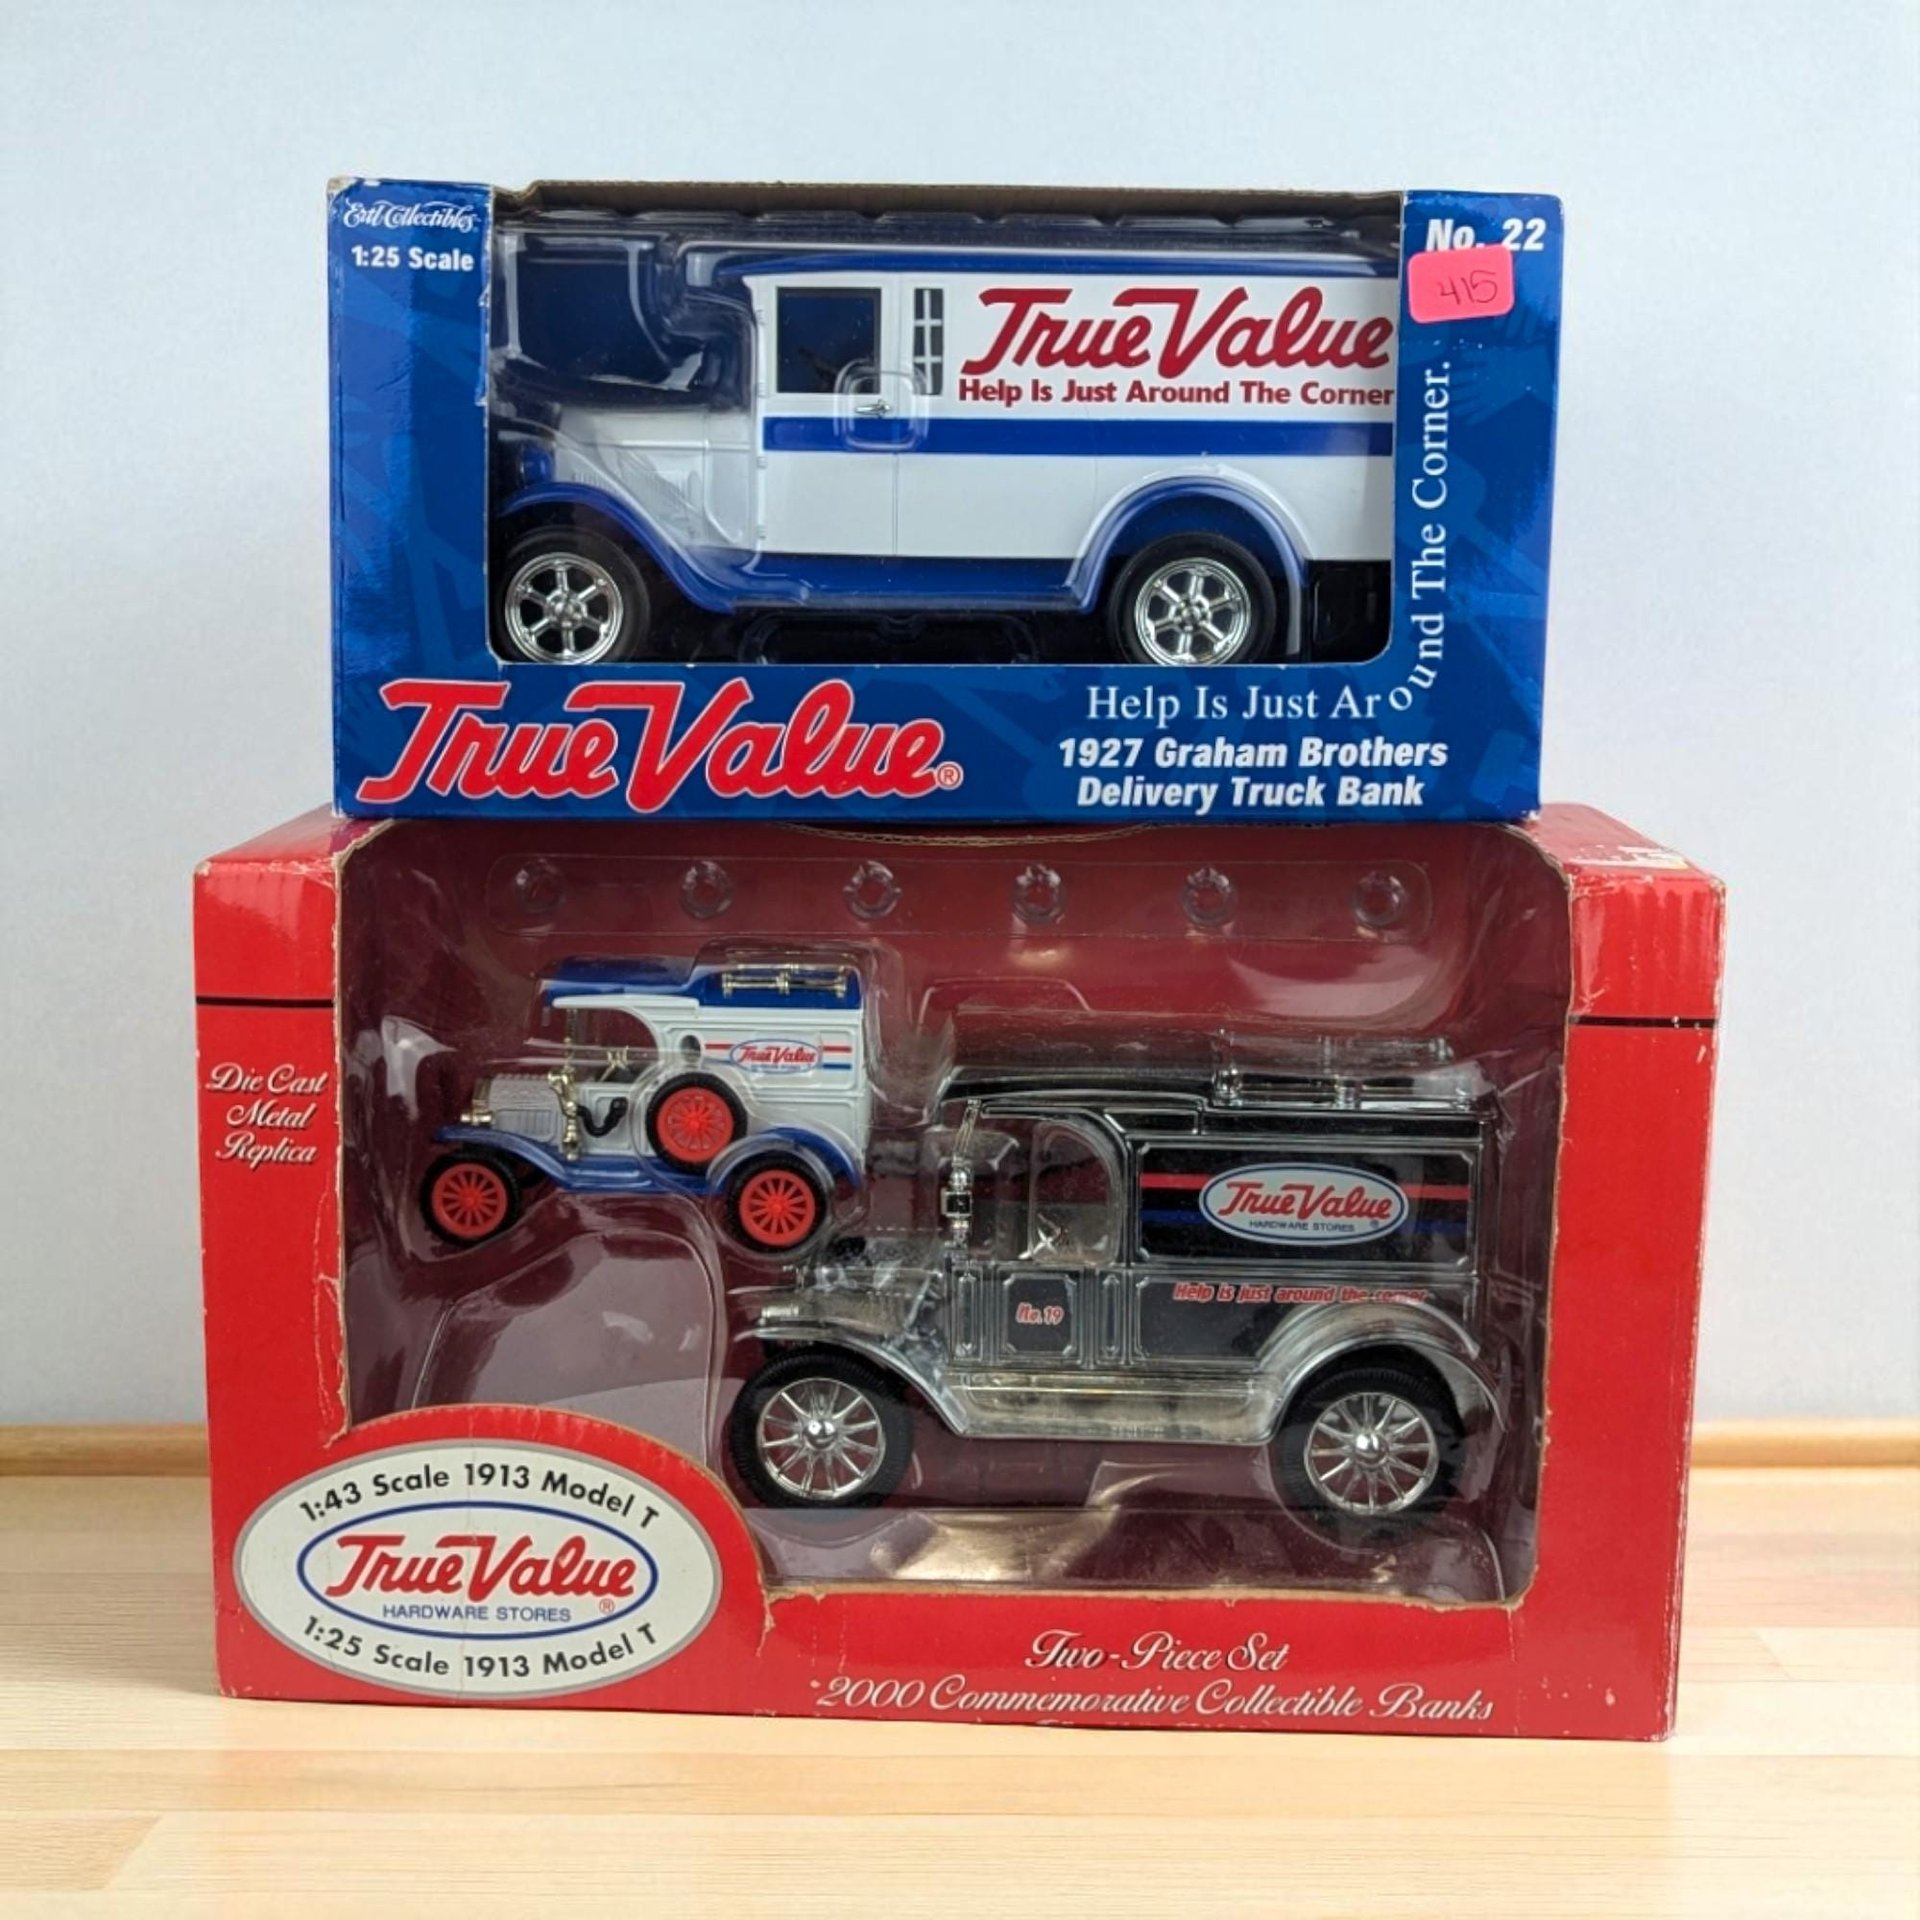 Ertl Collectibles
1:25 Scale
No. 22
415
True Value
Help Is Just Around The Corner
True Value®
Help Is Just Around The Corner.
1927 Graham Brothers
Delivery Truck Bank
Die Cast
Metal
Replica
True Value
True Value®
HARDWARE STORES
Help is just around the corner
No. 19
1:43 Scale 1913 Model T
True Value®
HARDWARE STORES
1:25 Scale 1913 Model T
Two-Piece Set
2000 Commemorative Collectible Banks